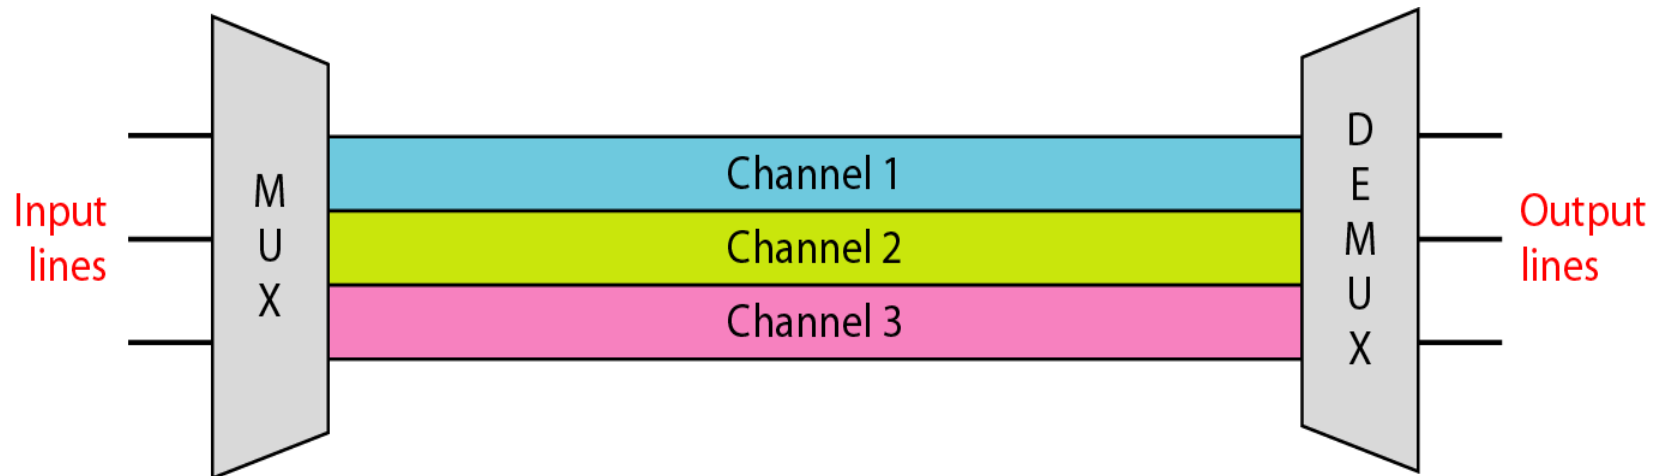 Input
lines
M
U
X
Channel 1
Channel 2
Channel 3
D
E
M
U
X
Output
lines